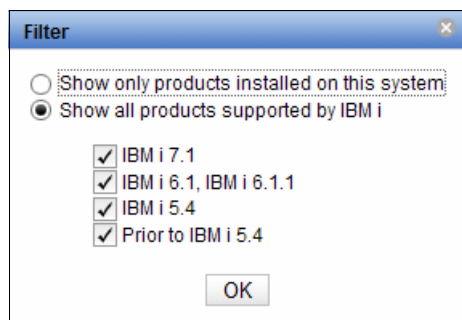 Filter
Show only products installed on this system
Show all products supported by IBM i
IBM i 7.1
IBM i 6.1, IBM i 6.1.1
IBM i 5.4
Prior to IBM i 5.4
OK